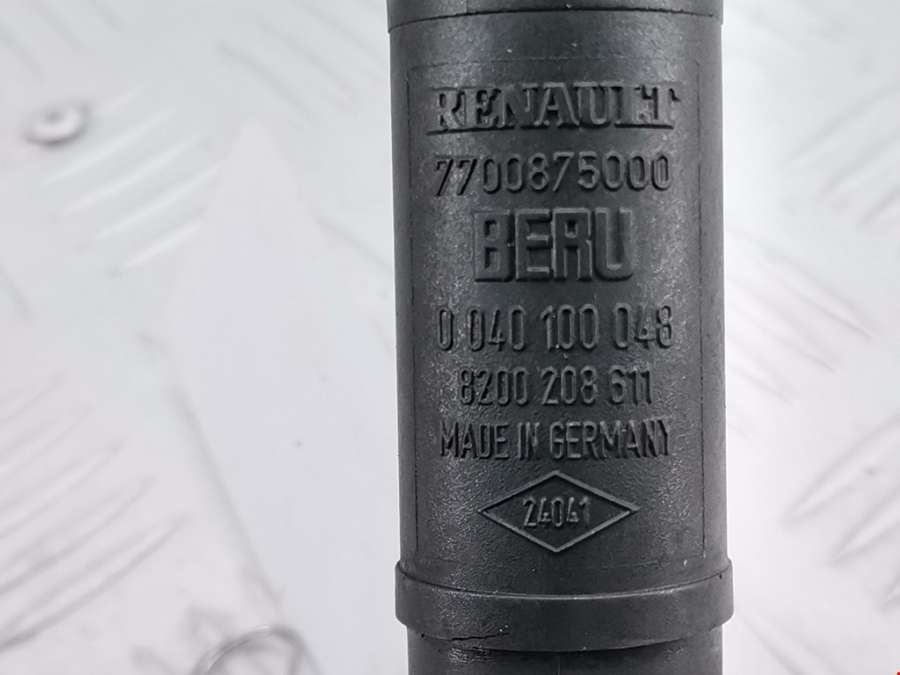 RENAULT
7700875000
BERU
0 040 100 048
8200 208 611
MADE IN GERMANY
24041